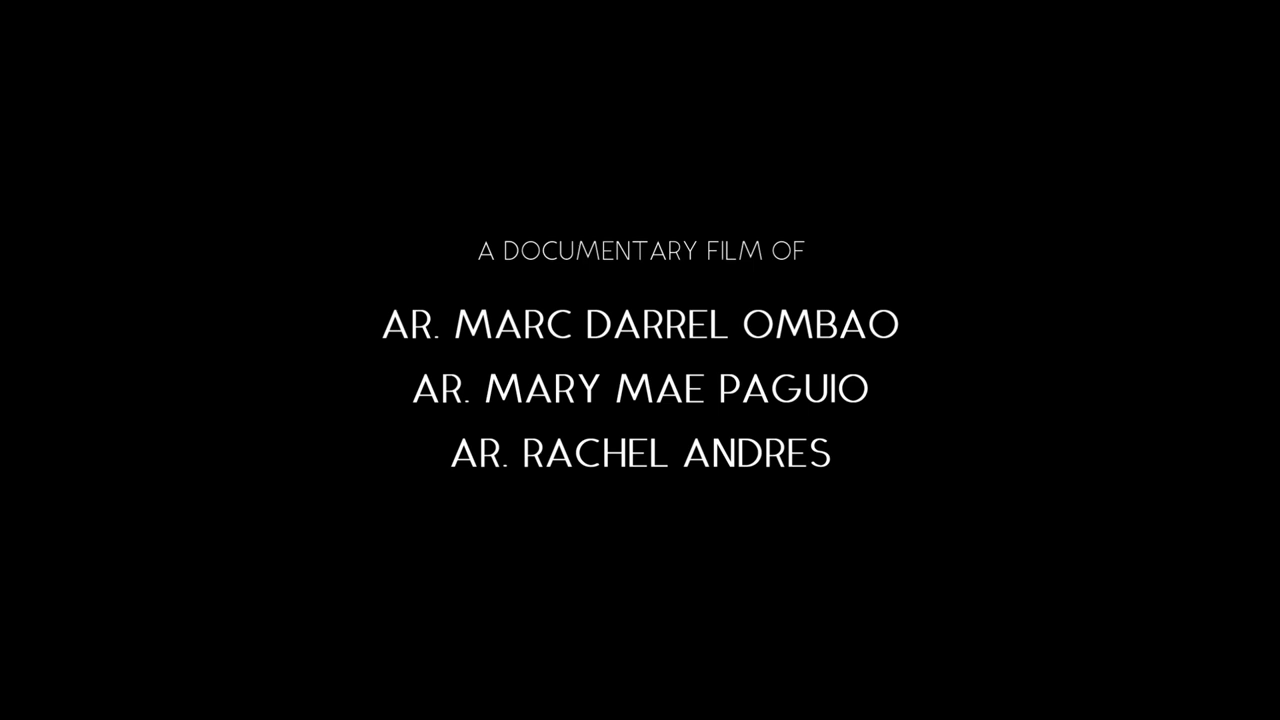 A DOCUMENTARY FILM OF
AR. MARC DARREL OMBAO
AR. MARY MAE PAGUIO
AR. RACHEL ANDRES